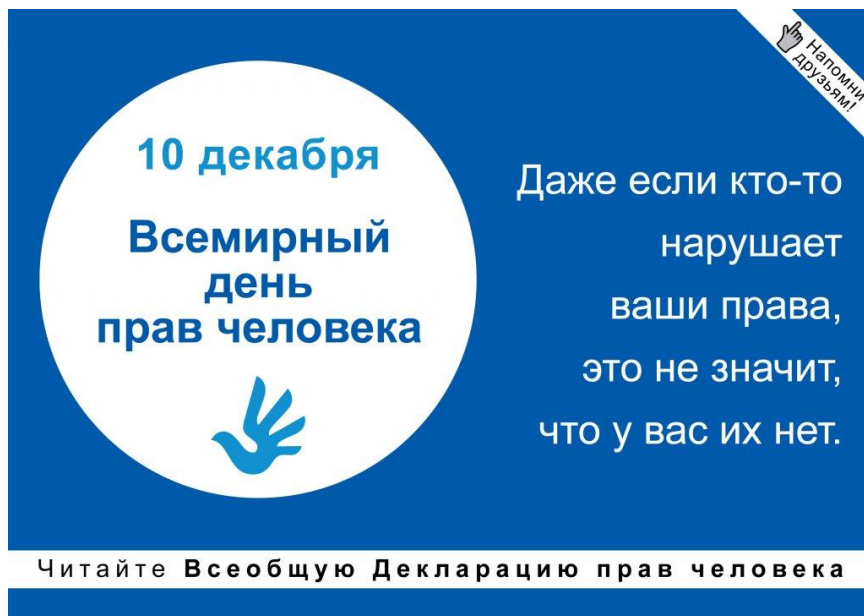 Напомни
друзьям!
10 декабря
Всемирный
день
прав человека
Даже если кто-то
нарушает
ваши права,
это не значит,
что у вас их нет.
Читайте Всеобщую Декларацию прав человека